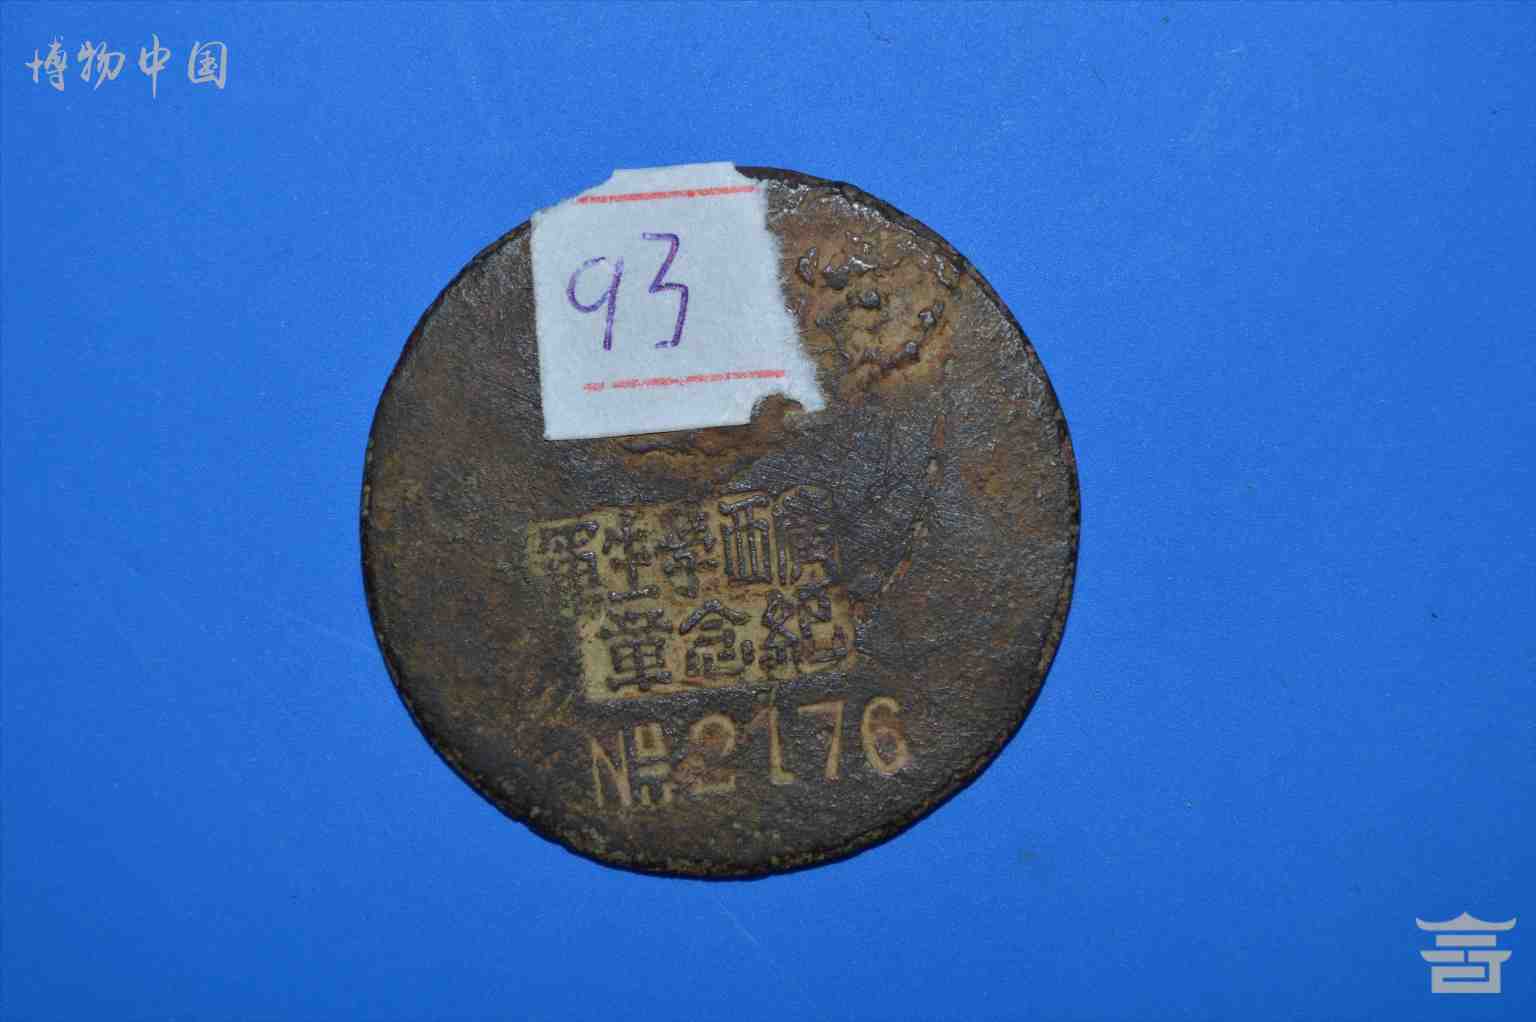 博物中国
93
廣西學生軍
紀念章
№2176